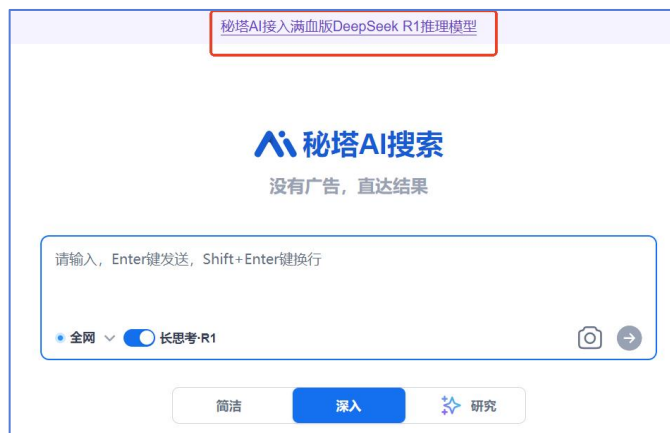 秘塔AI接入满血版DeepSeek R1推理模型
秘塔AI搜索
没有广告，直达结果
请输入，Enter键发送，Shift+Enter键换行
全网 长思考·R1
简洁 深入 研究